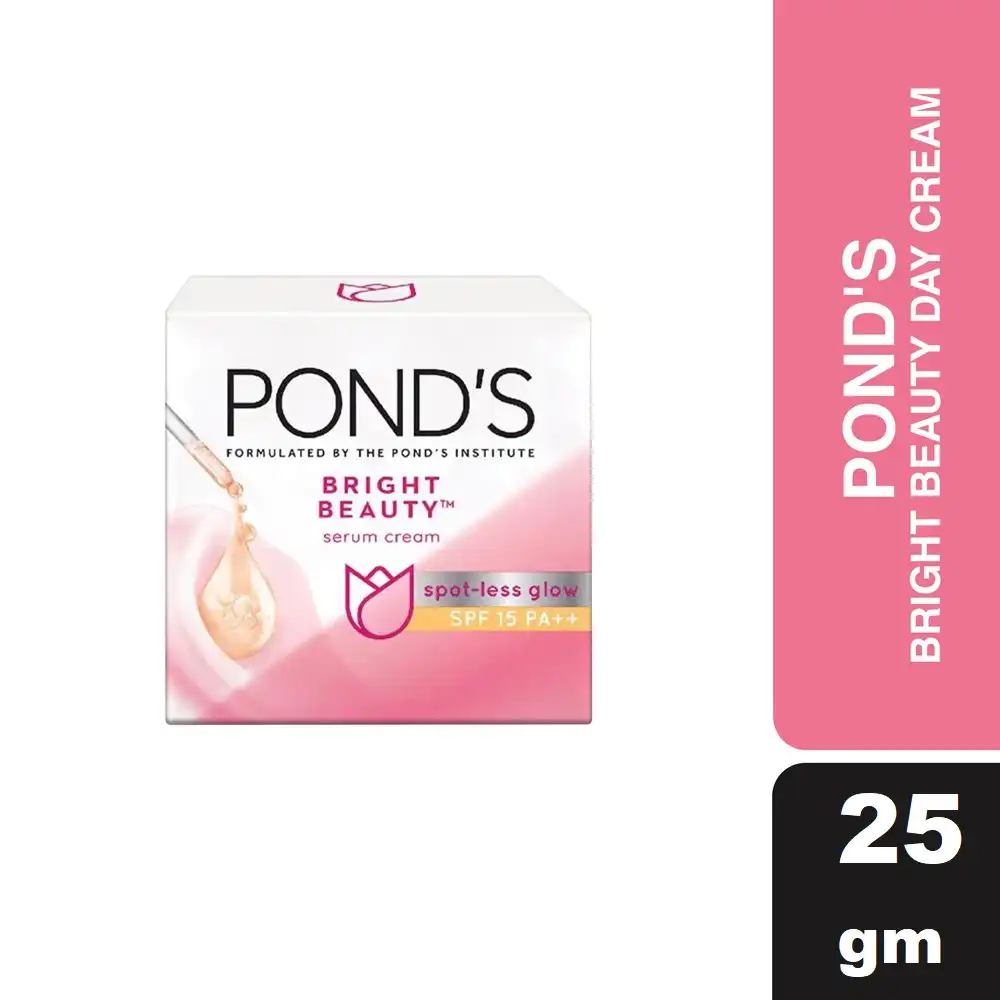 POND'S
FORMULATED BY THE POND'S INSTITUTE
BRIGHT
BEAUTY™
serum cream
spot-less glow
SPF 15 PA++
POND'S
BRIGHT BEAUTY DAY CREAM
25
gm